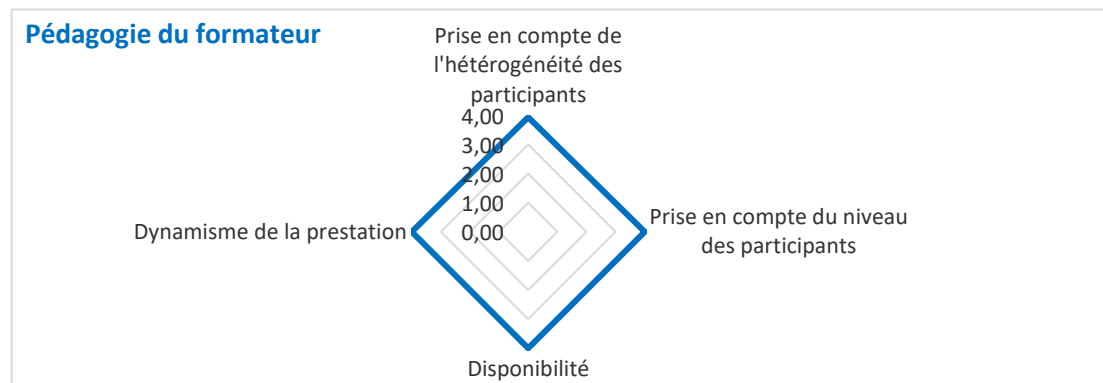 Pédagogie du formateur
Prise en compte de
l'hétérogénéité des
participants
4,00
3,00
2,00
1,00
0,00
Dynamisme de la prestation
Prise en compte du niveau
des participants
Disponibilité